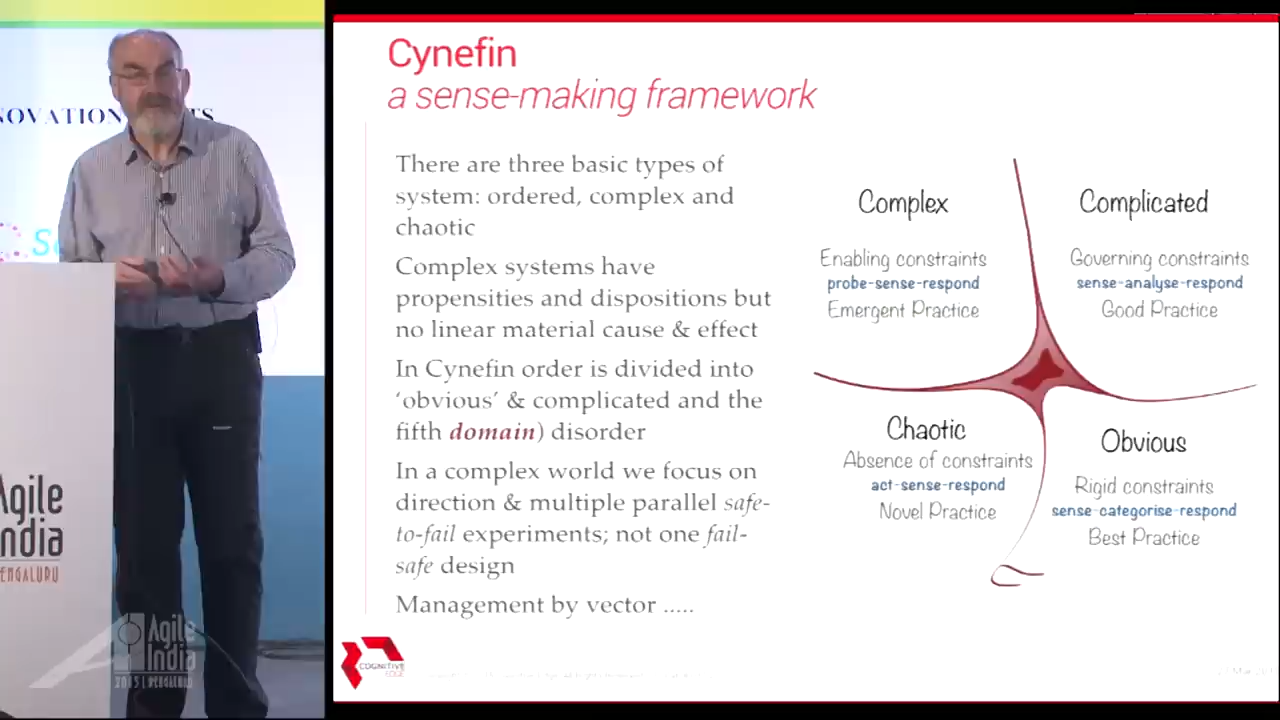 NOVATION
Agile
India
BENGALURU
Agile
India
2015 | BENGALURU
Cynefin
a sense-making framework
There are three basic types of
system: ordered, complex and
chaotic
Complex systems have
propensities and dispositions but
no linear material cause & effect
In Cynefin order is divided into
‘obvious’ & complicated and the
fifth domain) disorder
In a complex world we focus on
direction & multiple parallel safe-
to-fail experiments; not one fail-
safe design
Management by vector .....
COGNITIVE
EDGE
Complex
Enabling constraints
probe-sense-respond
Emergent Practice
Complicated
Governing constraints
sense-analyse-respond
Good Practice
Chaotic
Absence of constraints
act-sense-respond
Novel Practice
Obvious
Rigid constraints
sense-categorise-respond
Best Practice